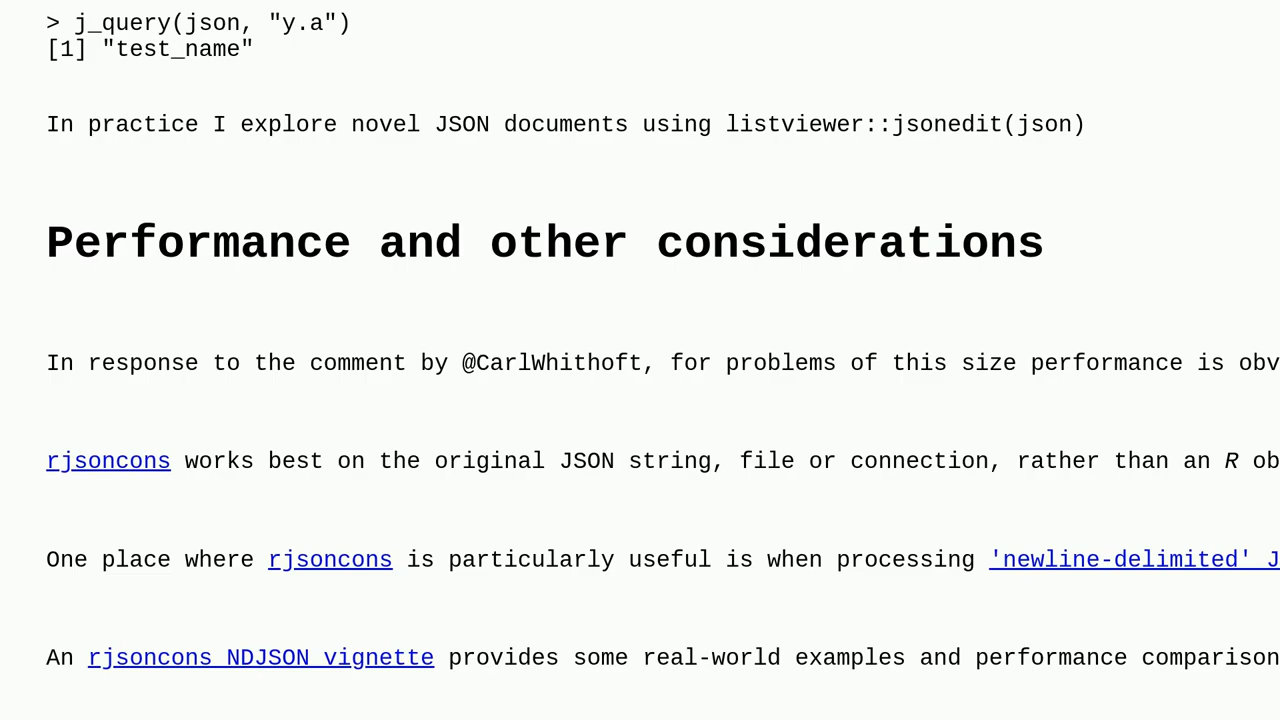 > j_query(json, "y.a")
[1] "test_name"
In practice I explore novel JSON documents using listviewer::jsonedit(json)
Performance and other considerations
In response to the comment by @CarlWhithoft, for problems of this size performance is obv
rjsoncons works best on the original JSON string, file or connection, rather than an R ob
One place where rjsoncons is particularly useful is when processing 'newline-delimited' J
An rjsoncons NDJSON vignette provides some real-world examples and performance comparison